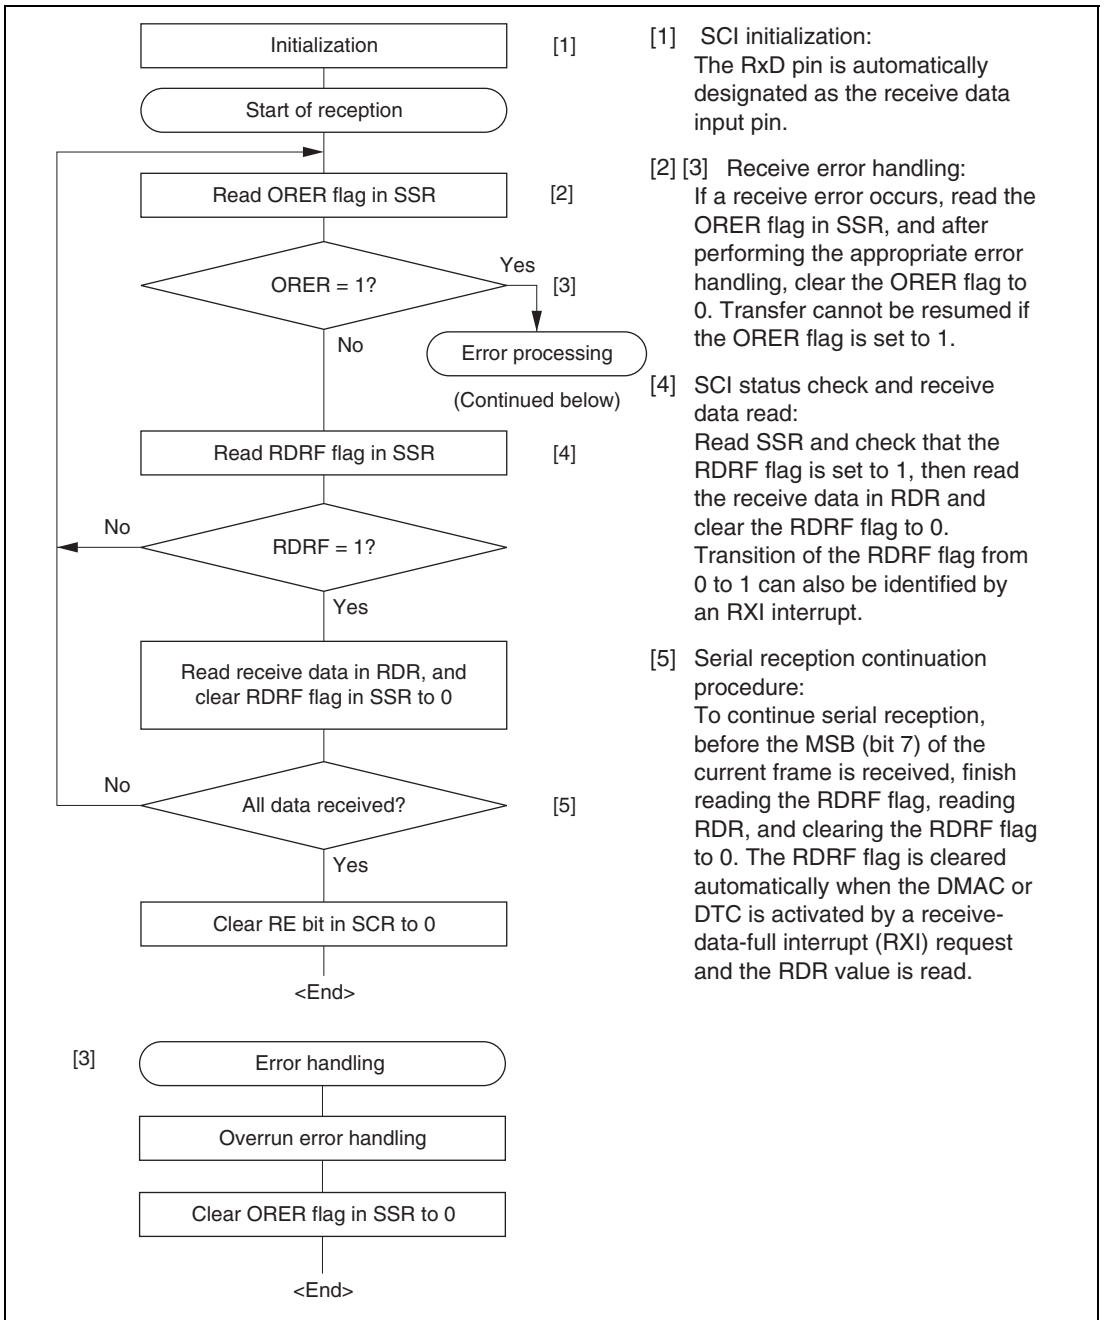 Initialization [1]
Start of reception
Read ORER flag in SSR [2]
ORER = 1?
Yes
[3]
No
Error processing
(Continued below)
Read RDRF flag in SSR [4]
No
RDRF = 1?
Yes
Read receive data in RDR, and
clear RDRF flag in SSR to 0
No
All data received? [5]
Yes
Clear RE bit in SCR to 0
<End>
[3] Error handling
Overrun error handling
Clear ORER flag in SSR to 0
<End>
[1] SCI initialization:
The RxD pin is automatically
designated as the receive data
input pin.
[2] [3] Receive error handling:
If a receive error occurs, read the
ORER flag in SSR, and after
performing the appropriate error
handling, clear the ORER flag to
0. Transfer cannot be resumed if
the ORER flag is set to 1.
[4] SCI status check and receive
data read:
Read SSR and check that the
RDRF flag is set to 1, then read
the receive data in RDR and
clear the RDRF flag to 0.
Transition of the RDRF flag from
0 to 1 can also be identified by
an RXI interrupt.
[5] Serial reception continuation
procedure:
To continue serial reception,
before the MSB (bit 7) of the
current frame is received, finish
reading the RDRF flag, reading
RDR, and clearing the RDRF flag
to 0. The RDRF flag is cleared
automatically when the DMAC or
DTC is activated by a receive-
data-full interrupt (RXI) request
and the RDR value is read.